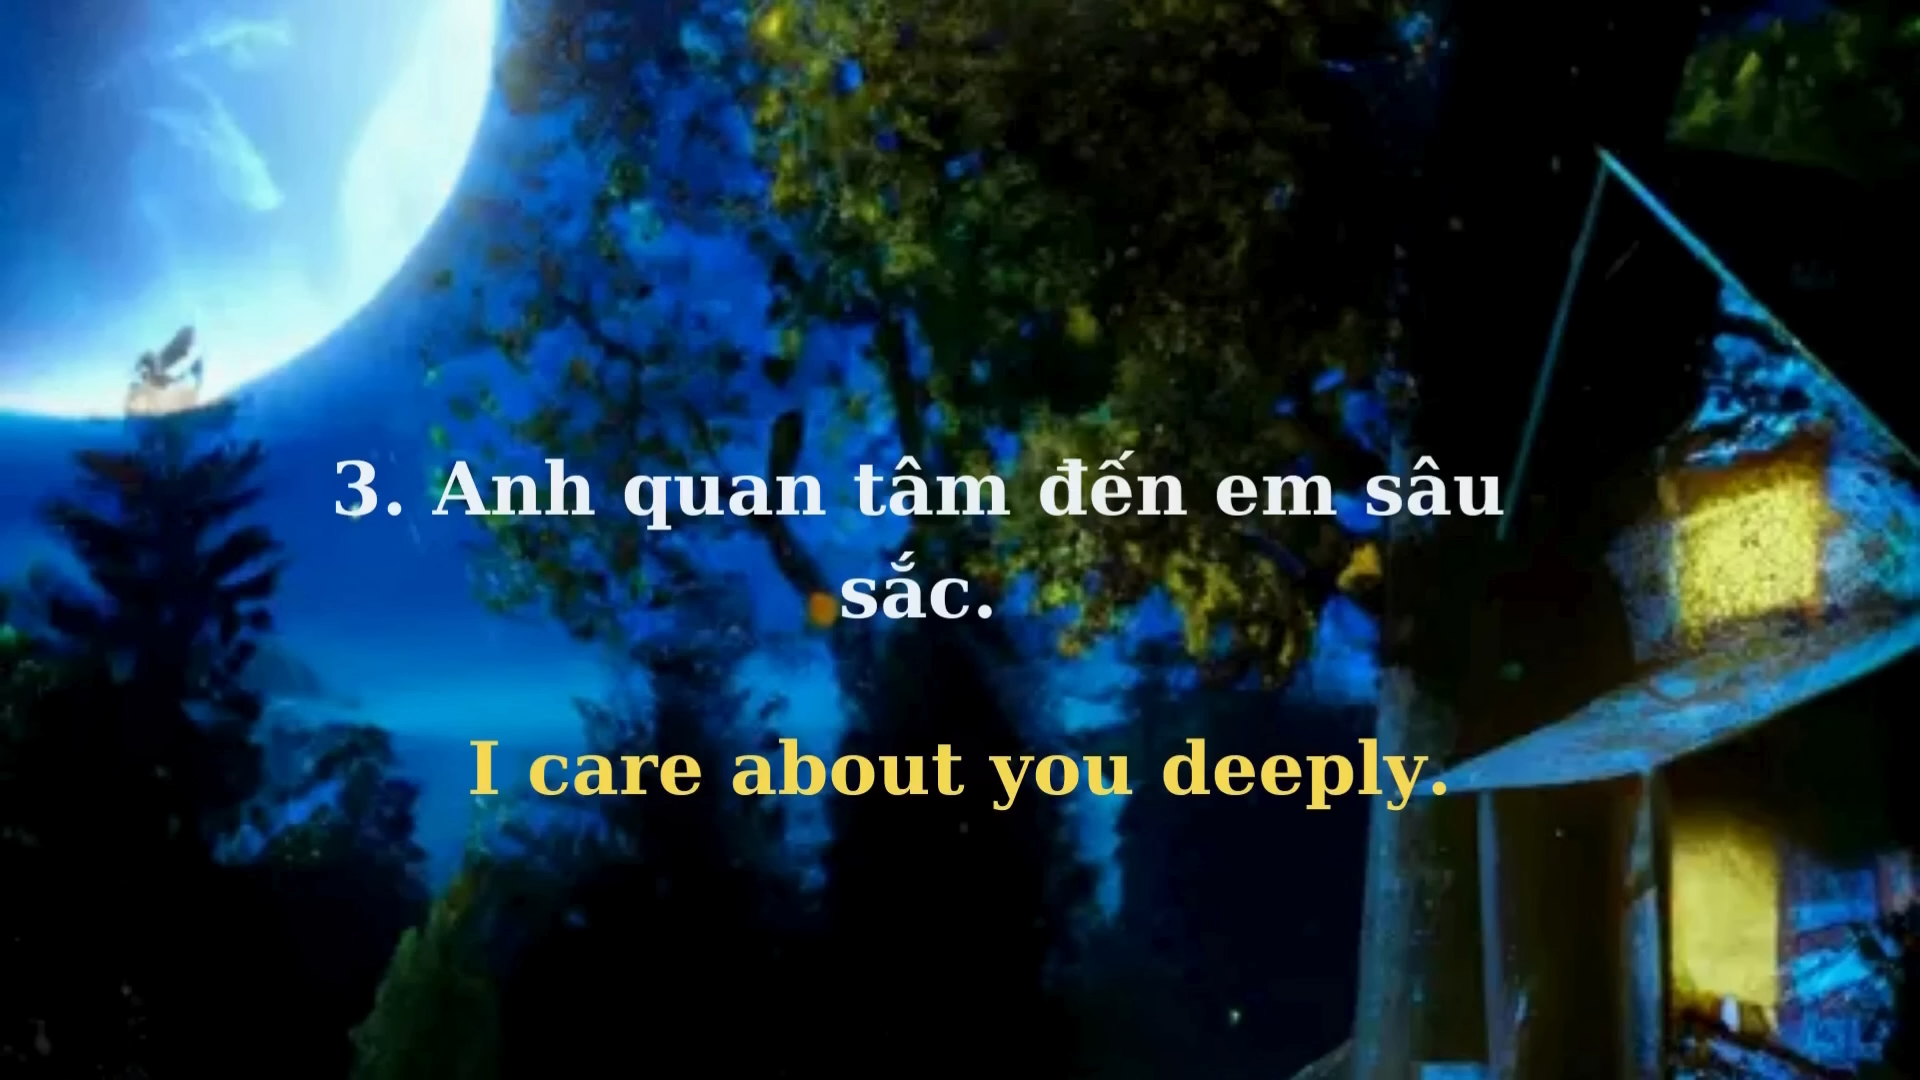 3. Anh quan tâm đến em sâu
sắc.
I care about you deeply.